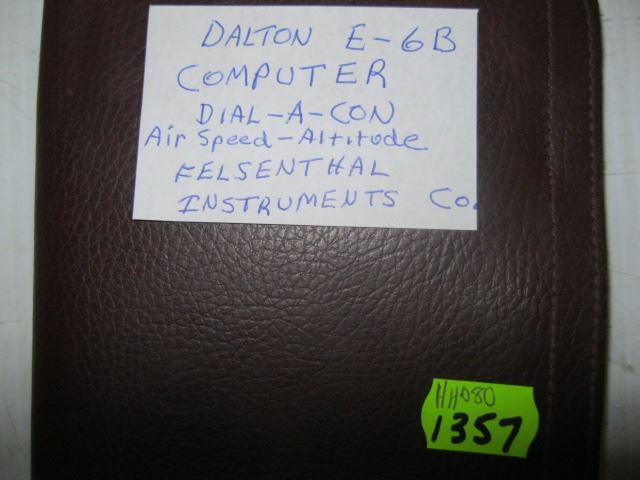 DALTON E-6B
COMPUTER
DIAL-A-CON
Air Speed-Altitude
FELSENTHAL
INSTRUMENTS Co.
HH080
1357